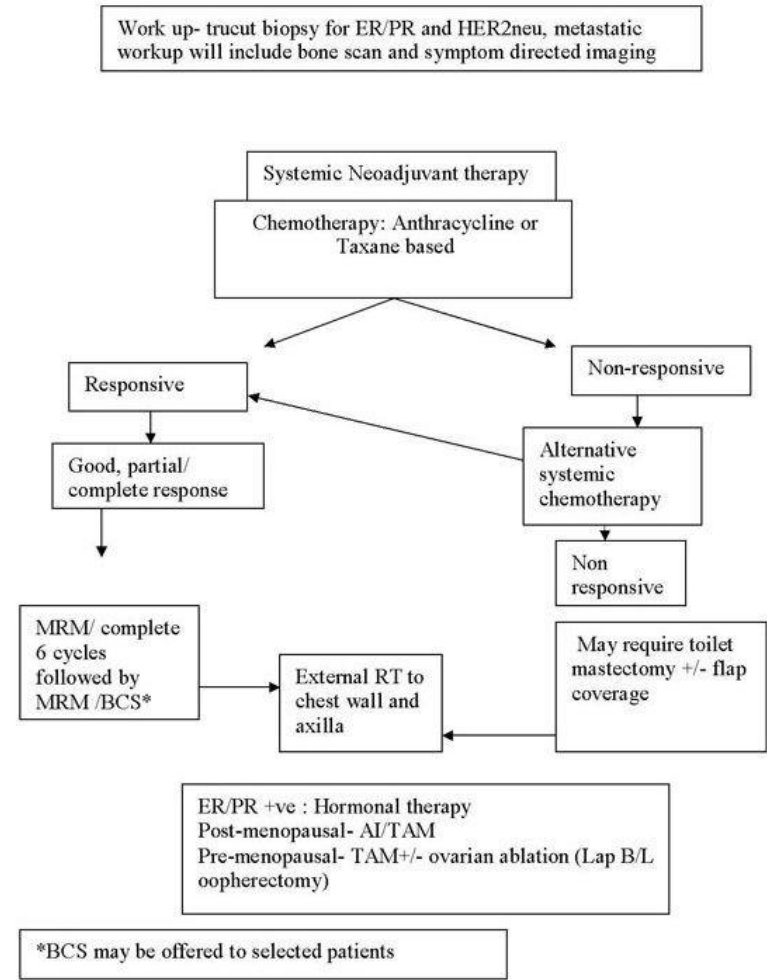 Work up- trucut biopsy for ER/PR and HER2neu, metastatic
workup will include bone scan and symptom directed imaging
Systemic Neoadjuvant therapy
Chemotherapy: Anthracycline or
Taxane based
Responsive
Non-responsive
Good, partial/
complete response
Alternative
systemic
chemotherapy
Non
responsive
MRM/ complete
6 cycles
followed by
MRM /BCS*
External RT to
chest wall and
axilla
May require toilet
mastectomy +/- flap
coverage
ER/PR +ve : Hormonal therapy
Post-menopausal- AI/TAM
Pre-menopausal- TAM+/- ovarian ablation (Lap B/L
oopherectomy)
*BCS may be offered to selected patients